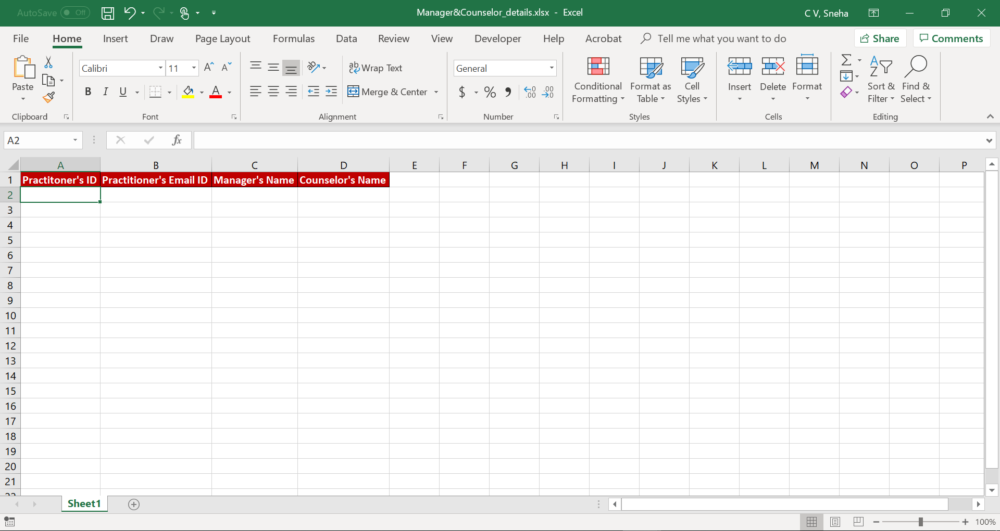 AutoSave Off
Manager&Counselor_details.xlsx - Excel
C V, Sneha
File Home Insert Draw Page Layout Formulas Data Review View Developer Help Acrobat Tell me what you want to do Share Comments
Paste
Clipboard
Calibri 11
B I U A
Font
ab Wrap Text
Merge & Center
Alignment
General
$ % , .00 .00
Number
Conditional Formatting
Format as Table
Cell Styles
Styles
Insert Delete Format
Cells
Sort & Filter
Find & Select
Editing
A2 fx
A B C D E F G H I J K L M N O P
1 Practitoner's ID Practitioner's Email ID Manager's Name Counselor's Name
2
3
4
5
6
7
8
9
10
11
12
13
14
15
16
17
18
19
20
21
22
Sheet1
100%